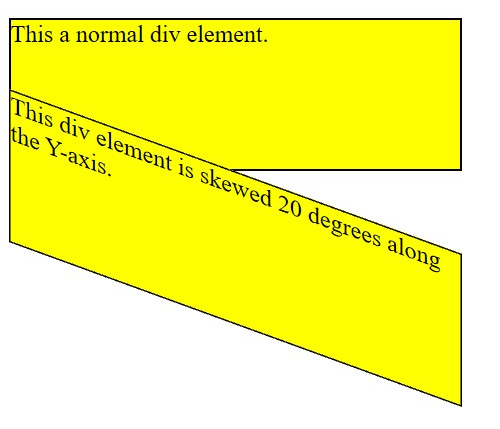 This a normal div element.
This div element is skewed 20 degrees along
the Y-axis.